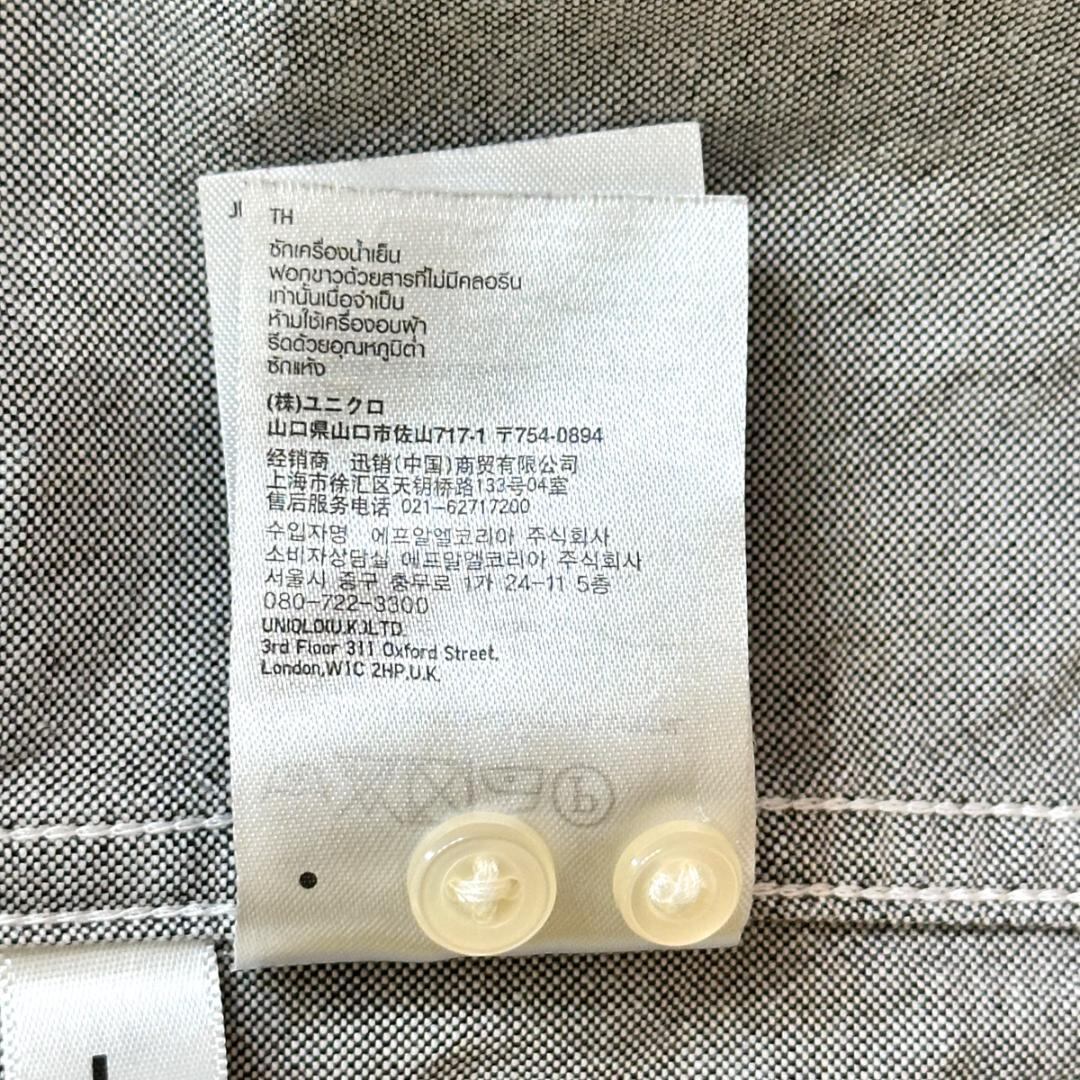 TH
ซักเครื่องน้ำเย็น
ฟอกขาวด้วยสารที่ไม่มีคลอรีน
เท่านั้นเมื่อจำเป็น
ห้ามใช้เครื่องอบผ้า
รีดด้วยอุณหภูมิต่ำ
ซักแห้ง
(株)ユニクロ
山口県山口市佐山717-1 〒754-0894
经销商 迅销(中国)商贸有限公司
上海市徐汇区天钥桥路133号04室
售后服务电话 021-62717200
수입자명 에프알엘코리아 주식회사
소비자상담실 에프알엘코리아 주식회사
서울시 중구 충무로 1가 24-11 5층
080-722-3300
UNIQLO(U.K.)LTD.
3rd Floor 311 Oxford Street,
London,W1C 2HP.U.K.